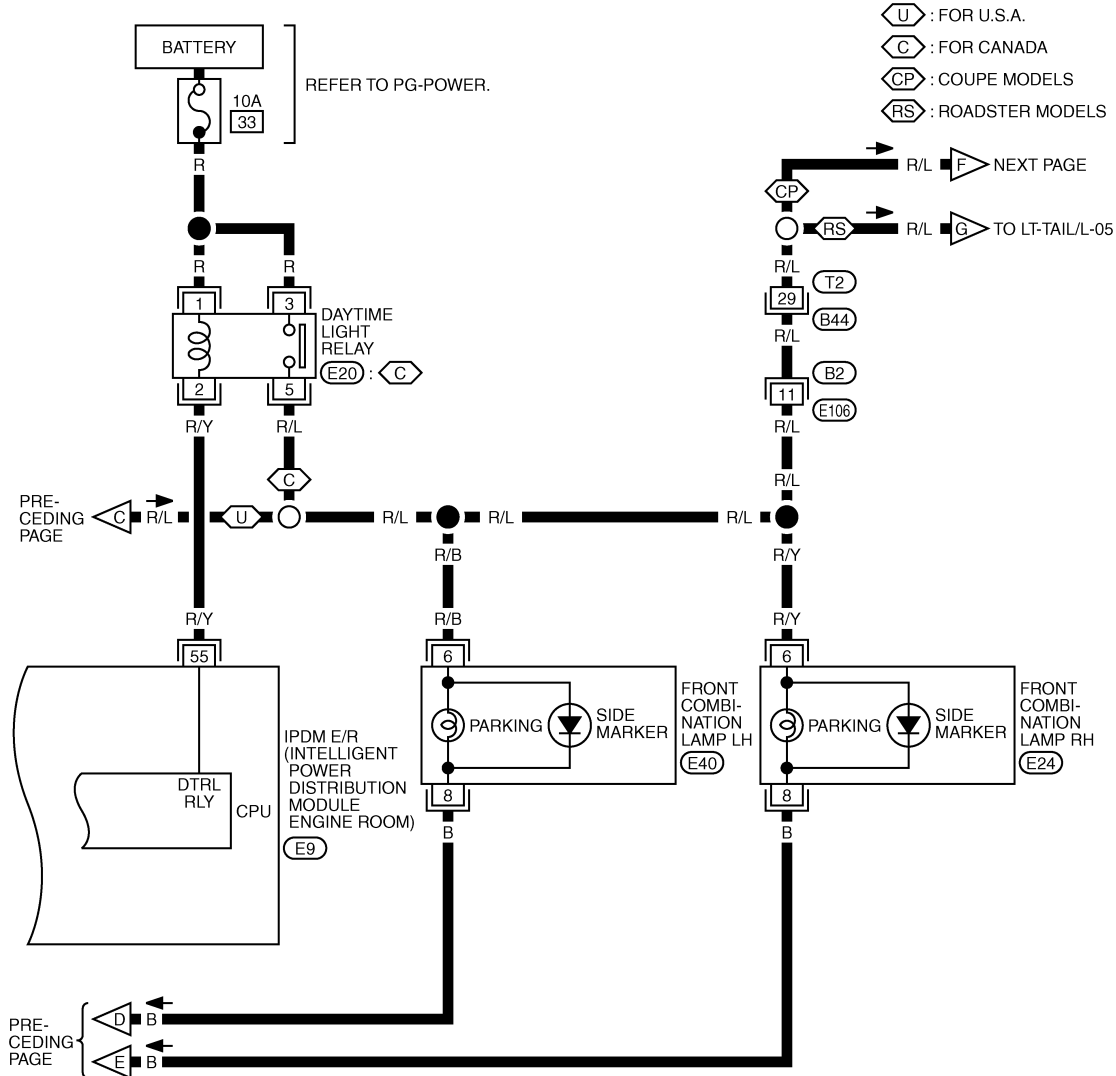 U : FOR U.S.A.
C : FOR CANADA
CP : COUPE MODELS
RS : ROADSTER MODELS
BATTERY
REFER TO PG-POWER.
10A
33
R
R/L
F
NEXT PAGE
CP
RS
R/L
G
TO LT-TAIL/L-05
R
R
R/L
1
3
29
T2
B44
DAYTIME
LIGHT
RELAY
E20 : C
R/L
2
5
B2
11
E106
R/Y
R/L
R/L
C
R/L
PRE-
CEDING
PAGE
C
R/L
U
R/L
R/L
R/L
R/B
R/Y
R/Y
R/B
R/Y
55
6
6
PARKING
SIDE
MARKER
FRONT
COMBI-
NATION
LAMP LH
E40
PARKING
SIDE
MARKER
FRONT
COMBI-
NATION
LAMP RH
E24
IPDM E/R
(INTELLIGENT
POWER
DISTRIBUTION
MODULE
ENGINE ROOM)
E9
DTRL
RLY
CPU
8
8
B
B
PRE-
CEDING
PAGE
D
B
E
B